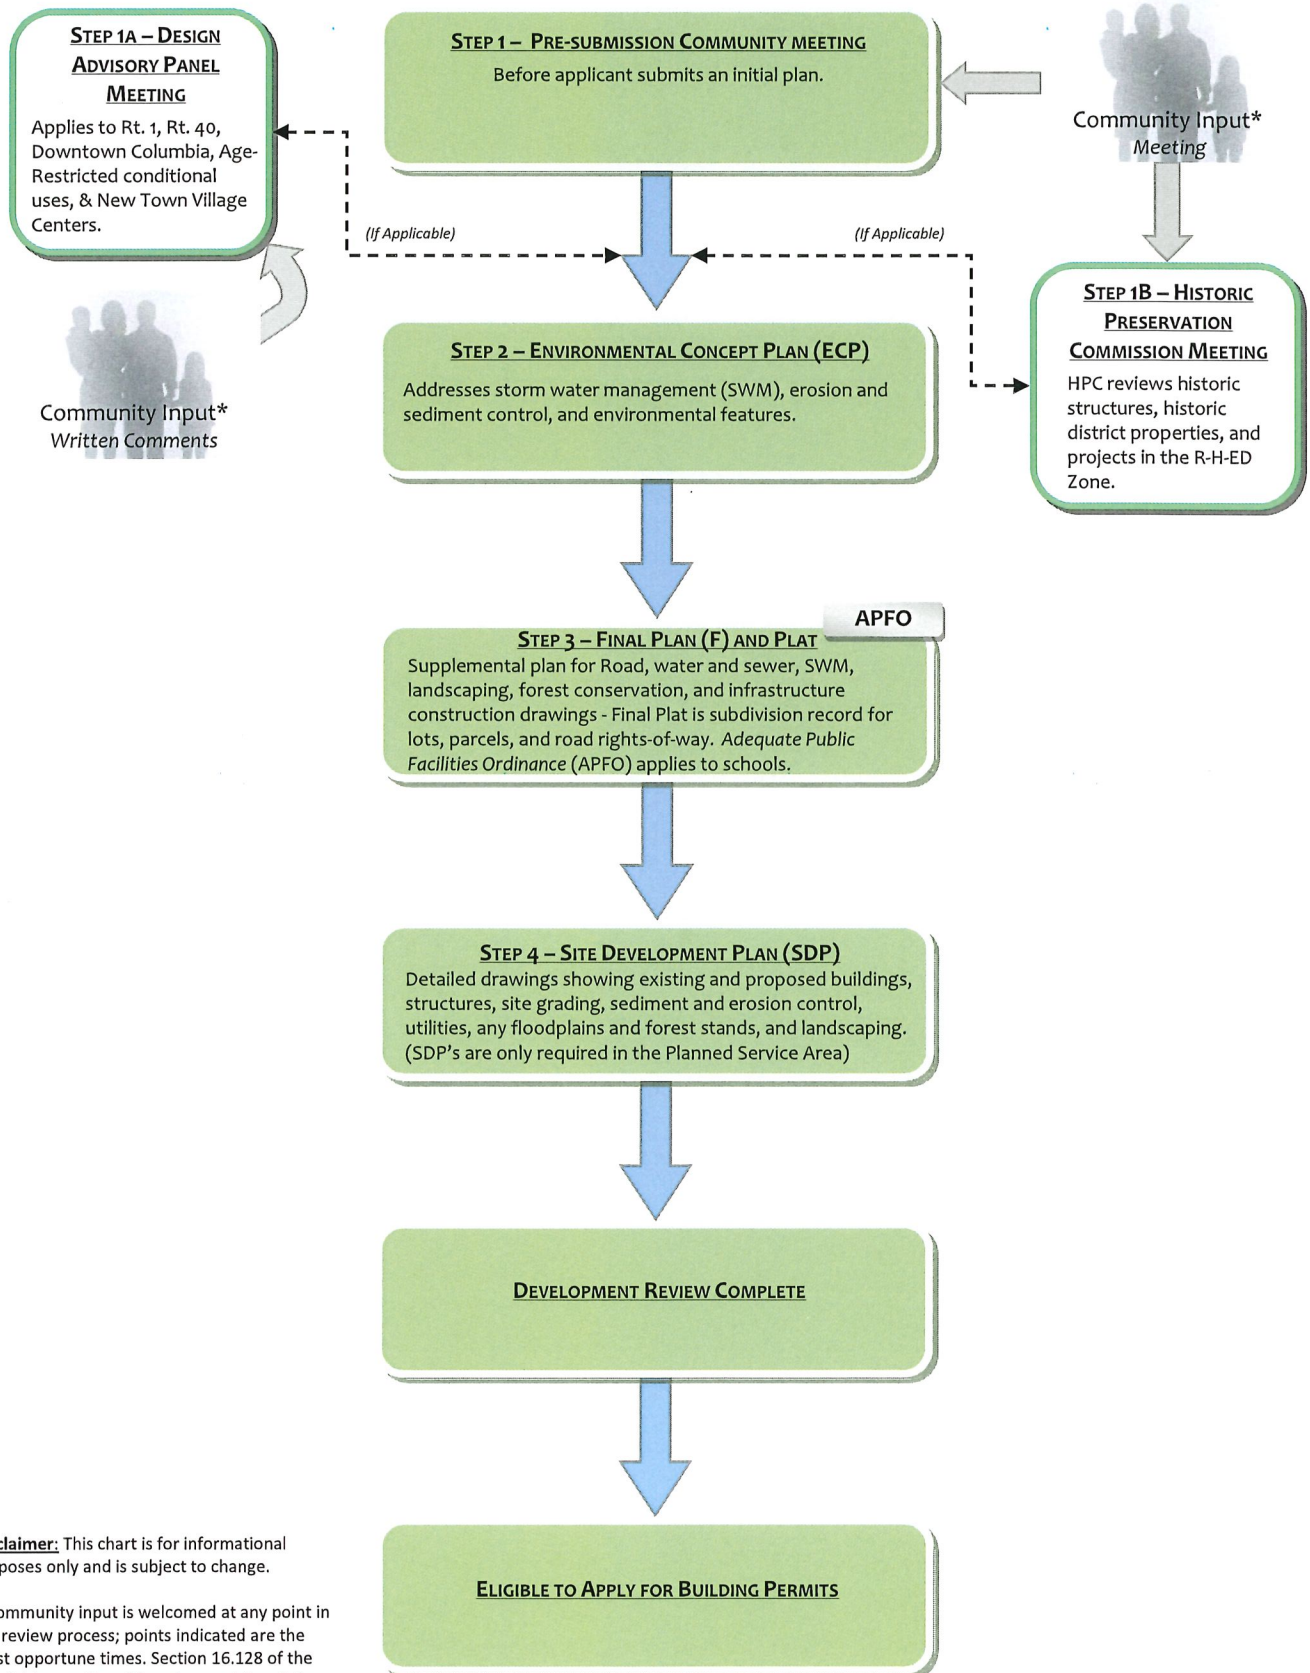 STEP 1A – DESIGN
ADVISORY PANEL
MEETING
Applies to Rt. 1, Rt. 40,
Downtown Columbia, Age-
Restricted conditional
uses, & New Town Village
Centers.
STEP 1 – PRE-SUBMISSION COMMUNITY MEETING
Before applicant submits an initial plan.
Community Input*
Meeting
(If Applicable)
(If Applicable)
Community Input*
Written Comments
STEP 1B – HISTORIC
PRESERVATION
COMMISSION MEETING
HPC reviews historic
structures, historic
district properties, and
projects in the R-H-ED
Zone.
STEP 2 – ENVIRONMENTAL CONCEPT PLAN (ECP)
Addresses storm water management (SWM), erosion and
sediment control, and environmental features.
APFO
STEP 3 – FINAL PLAN (F) AND PLAT
Supplemental plan for Road, water and sewer, SWM,
landscaping, forest conservation, and infrastructure
construction drawings - Final Plat is subdivision record for
lots, parcels, and road rights-of-way. Adequate Public
Facilities Ordinance (APFO) applies to schools.
STEP 4 – SITE DEVELOPMENT PLAN (SDP)
Detailed drawings showing existing and proposed buildings,
structures, site grading, sediment and erosion control,
utilities, any floodplains and forest stands, and landscaping.
(SDP's are only required in the Planned Service Area)
DEVELOPMENT REVIEW COMPLETE
ELIGIBLE TO APPLY FOR BUILDING PERMITS
claimer: This chart is for informational
poses only and is subject to change.
ommunity input is welcomed at any point in
review process; points indicated are the
st opportune times. Section 16.128 of the